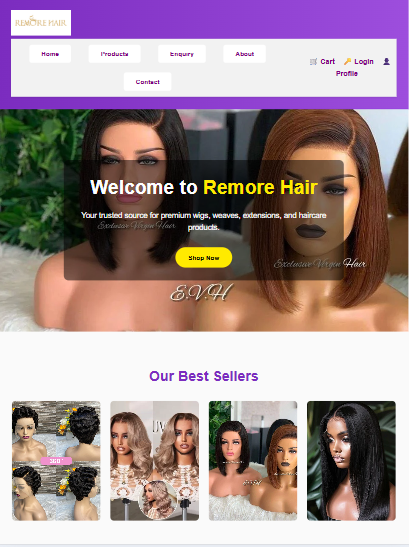 REMORE HAIR
Home Products Enquiry About
Contact
Cart Login
Profile
Welcome to Remore Hair
Your trusted source for premium wigs, weaves, extensions, and haircare
products.
Exclusive Virgin Hair
Shop Now
Exclusive Virgin Hair
E.V.H
Our Best Sellers
360